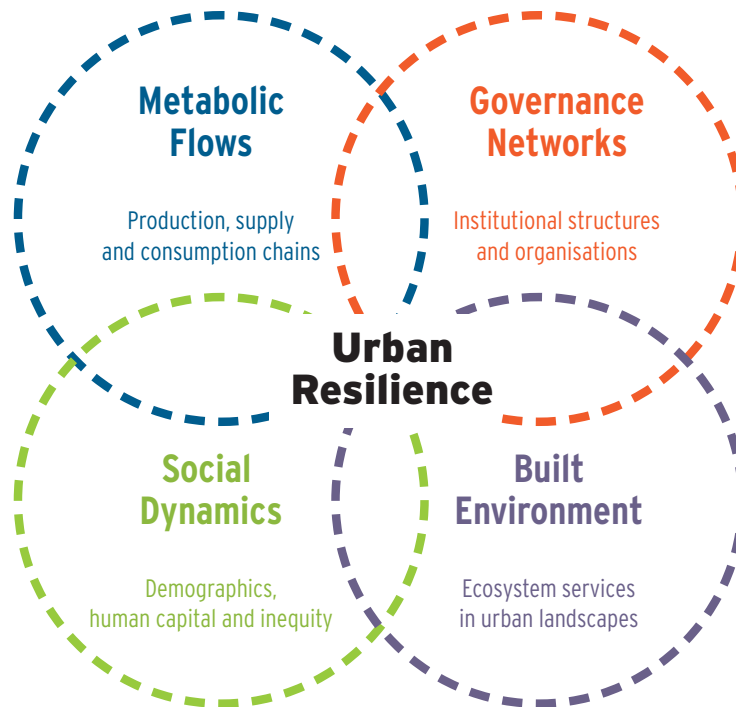 Metabolic
Flows
Production, supply
and consumption chains
Governance
Networks
Institutional structures
and organisations
Urban
Resilience
Social
Dynamics
Demographics,
human capital and inequity
Built
Environment
Ecosystem services
in urban landscapes